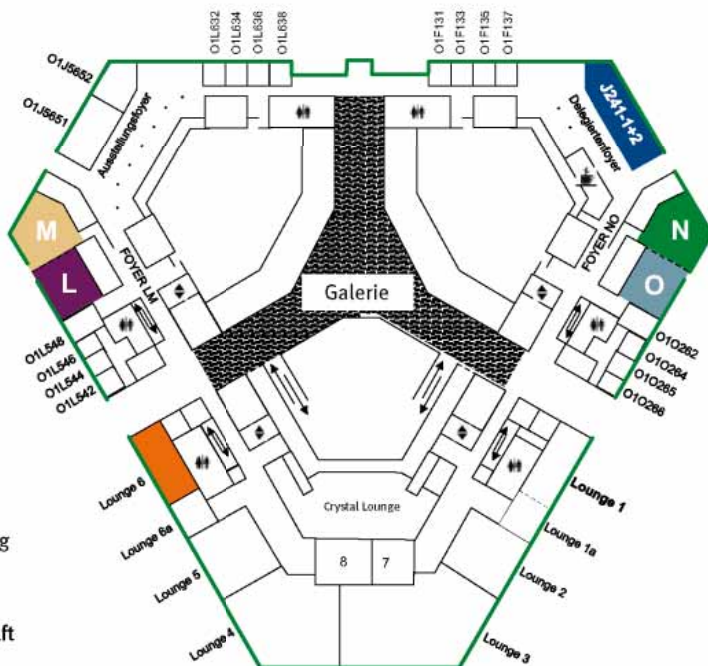 O1L632
O1L634
O1L636
O1L638
O1F131
O1F133
O1F135
O1F137
O1J5652
O1J5651
Ausstellungsfoyer
Delegiertenfoyer
J241-1+2
M
L
FOYER LM
FOYER NO
N
O
Galerie
O1L548
O1L546
O1L544
O1L542
O1O262
O1O264
O1O265
O1O266
Lounge 6
Lounge 6a
Lounge 5
Lounge 4
Crystal Lounge
8
7
Lounge 1
Lounge 1a
Lounge 2
Lounge 3
g
ft